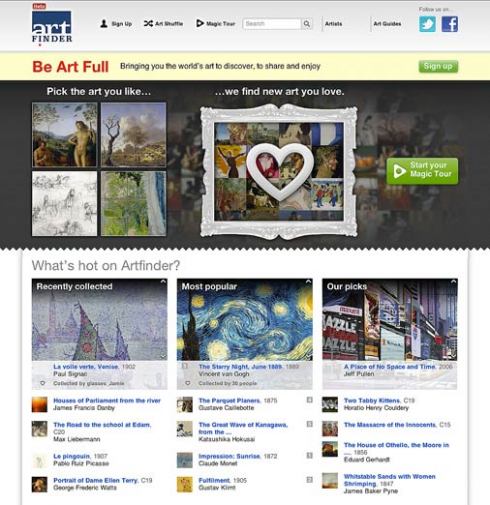 Beta
art
FINDER
Sign Up
Art Shuffle
Magic Tour
Search
Artists
Art Guides
Follow us on...
Be Art Full
Bringing you the world's art to discover, to share and enjoy
Sign up
Pick the art you like...
...we find new art you love.
Start your
Magic Tour
What's hot on Artfinder?
Recently collected
La voile verte, Venise, 1902
Paul Signac
Collected by glasses_Jamie
Houses of Parliament from the river
James Francis Danby
The Road to the school at Edam,
C20
Max Liebermann
Le pingouin, 1907
Pablo Ruiz Picasso
Portrait of Dame Ellen Terry, C19
George Frederic Watts
Most popular
The Starry Night, June 1889, 1889
Vincent van Gogh
Collected by 30 people
The Parquet Planers, 1875
Gustave Caillebotte
The Great Wave of Kanagawa,
from the ...
Katsushika Hokusai
Impression: Sunrise, 1872
Claude Monet
Fulfilment, 1905
Gustav Klimt
Our picks
A Place of No Space and Time, 2006
Jeff Pullen
Two Tabby Kittens, C19
Horatio Henry Couldery
The Massacre of the Innocents, C15
The House of Othello, the Moore in
... 1856
Eduard Gerhardt
Whitstable Sands with Women
Shrimping, 1847
James Baker Pyne